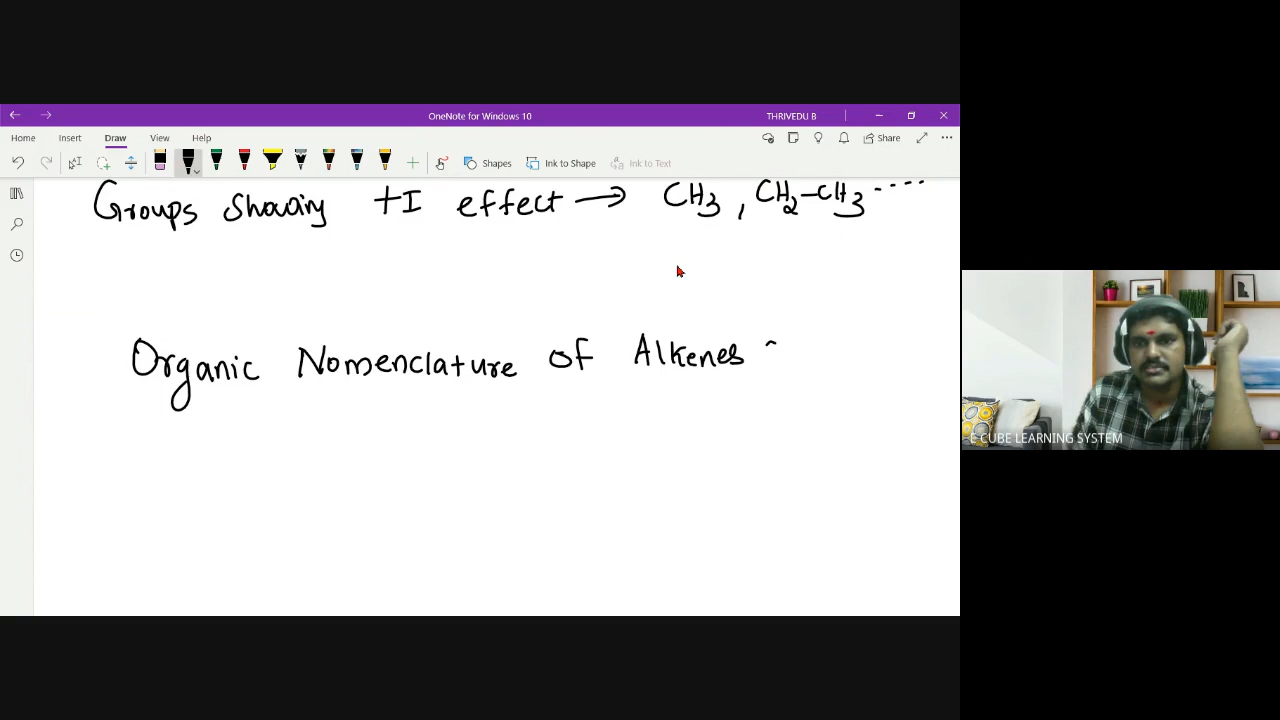 OneNote for Windows 10
THRIVEDU B
Home Insert Draw View Help
Share
Shapes Ink to Shape Ink to Text
Groups showing +I effect → CH3 , CH2-CH3 ....
Organic Nomenclature of Alkenes
E CUBE LEARNING SYSTEM